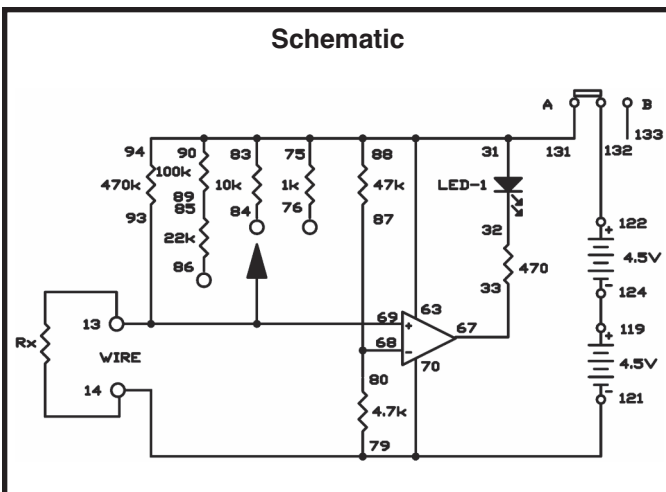 Schematic
A B
133
94 90 83 75 88 31 131 132
100k
470k 10k 1k 47k LED-1
89
85
93 84 76 87
22k 32 122
+
86 470 4.5V
33 -
124
69 63 119
13 + 67 +
68
Rx WIRE - 4.5V
70
14 80 -
121
4.7k
79